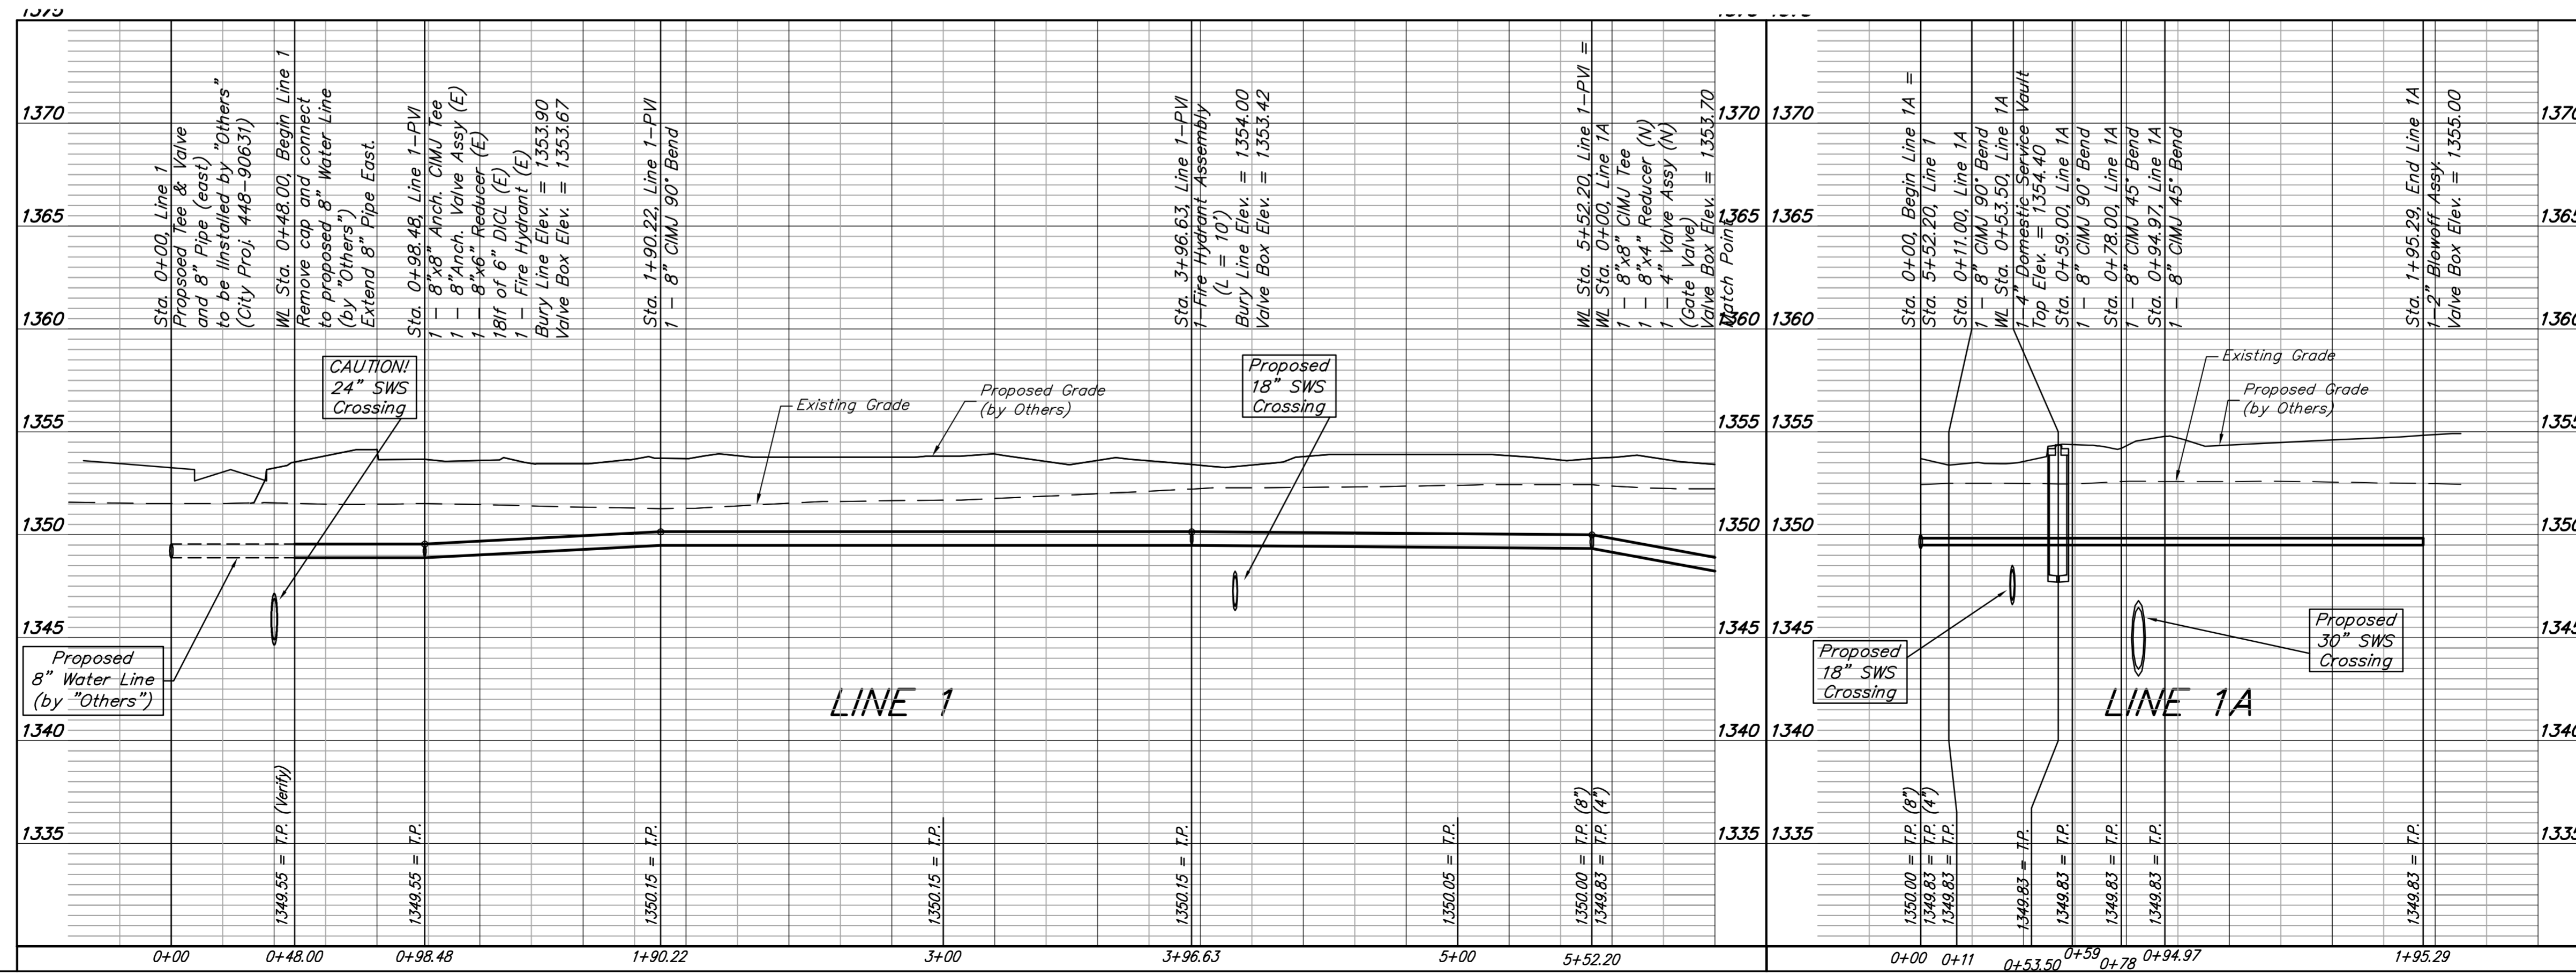 1370
1365
1360
1355
1350
1345
1340
1335
Sta. 0+00, Line 1
Propsoed Tee & Valve
and 8" Pipe (east)
to be IInstalled by "Others"
(City Proj. 448-90631)
WL Sta. 0+48.00, Begin Line 1
Remove cap and connect
to proposed 8" Water Line
(by "Others")
Extend 8" Pipe East.
Sta. 0+98.48, Line 1-PVI
1 - 8"x8" Anch. CIMJ Tee
1 - 8"Anch. Valve Assy (E)
1 - 8"x6" Reducer (E)
18lf of 6" DICL (E)
1 - Fire Hydrant (E)
Bury Line Elev. = 1353.90
Valve Box Elev. = 1353.67
Sta. 1+90.22, Line 1-PVI
1 - 8" CIMJ 90° Bend
Sta. 3+96.63, Line 1-PVI
1-Fire Hydrant Assembly
(L = 10')
Bury Line Elev. = 1354.00
Valve Box Elev. = 1353.42
WL Sta. 5+52.20, Line 1-PVI =
WL Sta. 0+00, Line 1A
1 - 8"x8" CIMJ Tee
1 - 8"x4" Reducer (N)
1 - 4" Valve Assy (N)
(Gate Valve)
Valve Box Elev. = 1353.70
Match Point
CAUTION!
24" SWS
Crossing
Existing Grade
Proposed Grade
(by Others)
Proposed
18" SWS
Crossing
Proposed
8" Water Line
(by "Others")
LINE 1
1349.55 = T.P. (Verify)
1349.55 = T.P.
1350.15 = T.P.
1350.15 = T.P.
1350.15 = T.P.
1350.05 = T.P.
1350.00 = T.P. (8")
1349.83 = T.P. (4")
0+00
0+48.00
0+98.48
1+90.22
3+00
3+96.63
5+00
5+52.20
1370 1370
1365 1365
1360 1360
1355 1355
1350 1350
1345 1345
1340 1340
1335 1335
Sta. 0+00, Begin Line 1A =
Sta. 5+52.20, Line 1
Sta. 0+11.00, Line 1A
1 - 8" CIMJ 90° Bend
WL Sta. 0+53.50, Line 1A
1-4" Domestic Service Vault
Top Elev. = 1354.40
Sta. 0+59.00, Line 1A
1 - 8" CIMJ 90° Bend
Sta. 0+78.00, Line 1A
1 - 8" CIMJ 45° Bend
Sta. 0+94.97, Line 1A
1 - 8" CIMJ 45° Bend
Sta. 1+95.29, End Line 1A
1-2" Blowoff Assy.
Valve Box Elev. = 1355.00
Existing Grade
Proposed Grade
(by Others)
Proposed
18" SWS
Crossing
Proposed
30" SWS
Crossing
LINE 1A
1350.00 = T.P. (8")
1349.83 = T.P. (4")
1349.83 = T.P.
1349.83 = T.P.
1349.83 = T.P.
1349.83 = T.P.
1349.83 = T.P.
1349.83 = T.P.
0+00
0+11
0+53.50
0+59
0+78
0+94.97
1+95.29